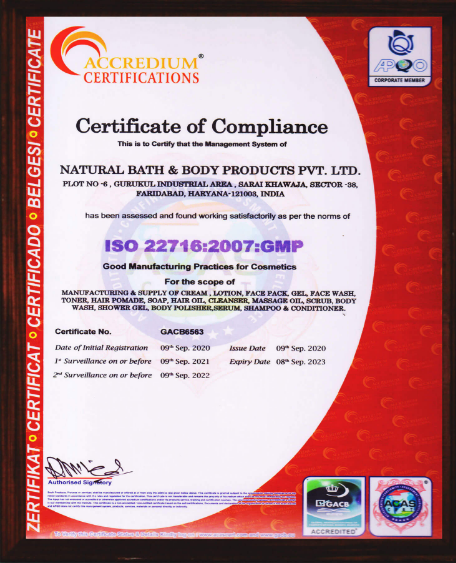 ACCREDIUM®
CERTIFICATIONS
APQO
CORPORATE MEMBER
ZERTIFIKAT CERTIFICAT CERTIFICADO BELGESI CERTIFICATE
Certificate of Compliance
This is to Certify that the Management System of
NATURAL BATH & BODY PRODUCTS PVT. LTD.
PLOT NO -6 , GURUKUL INDUSTRIAL AREA , SARAI KHAWAJA, SECTOR -38,
FARIDABAD, HARYANA-121003, INDIA
has been assessed and found working satisfactorily as per the norms of
ISO 22716:2007:GMP
Good Manufacturing Practices for Cosmetics
For the scope of
MANUFACTURING & SUPPLY OF CREAM , LOTION, FACE PACK, GEL, FACE WASH,
TONER, HAIR POMADE, SOAP, HAIR OIL, CLEANSER, MASSAGE OIL, SCRUB, BODY
WASH, SHOWER GEL, BODY POLISHER,SERUM, SHAMPOO & CONDITIONER.
Certificate No. GACB6563
Date of Initial Registration 09th Sep. 2020 Issue Date 09th Sep. 2020
1st Surveillance on or before 09th Sep. 2021 Expiry Date 08th Sep. 2023
2nd Surveillance on or before 09th Sep. 2022
Authorised Signatory
GACB
ACCREDITED